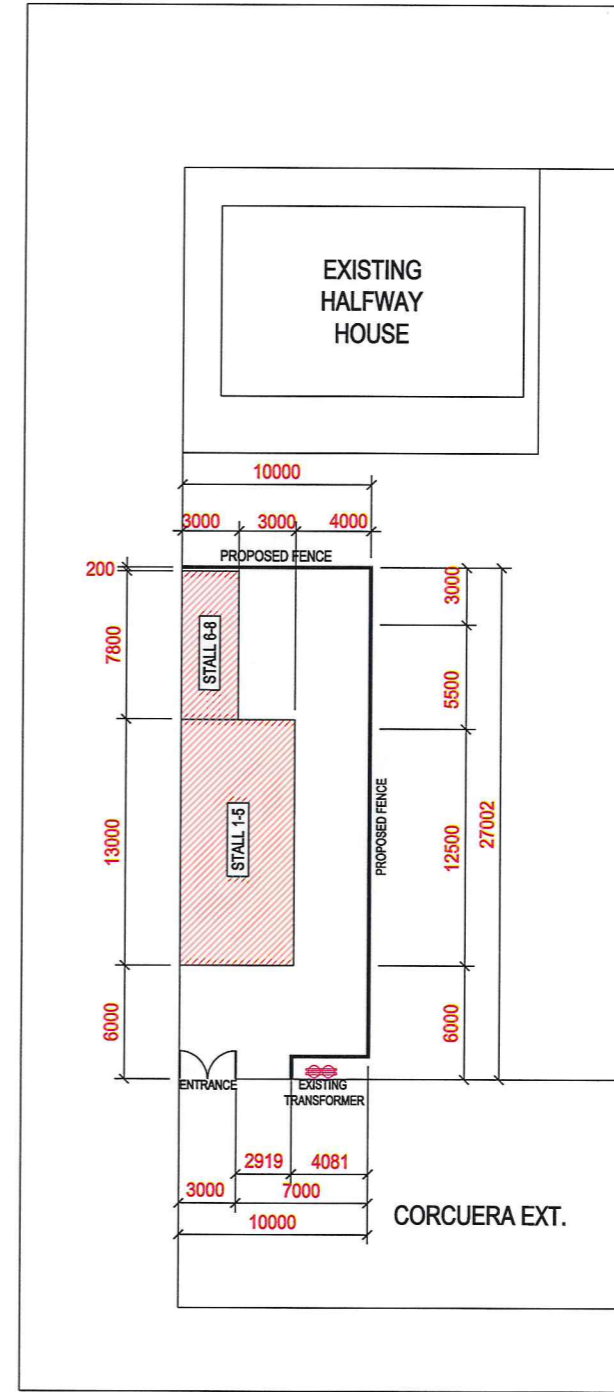 EXISTING
HALFWAY
HOUSE
10000
3000
3000
4000
PROPOSED FENCE
200
3000
7800
STALL 6-8
5500
13000
STALL 1-5
PROPOSED FENCE
12500
27002
6000
6000
ENTRANCE
EXISTING
TRANSFORMER
2919
4081
3000
7000
10000
CORCUERA EXT.